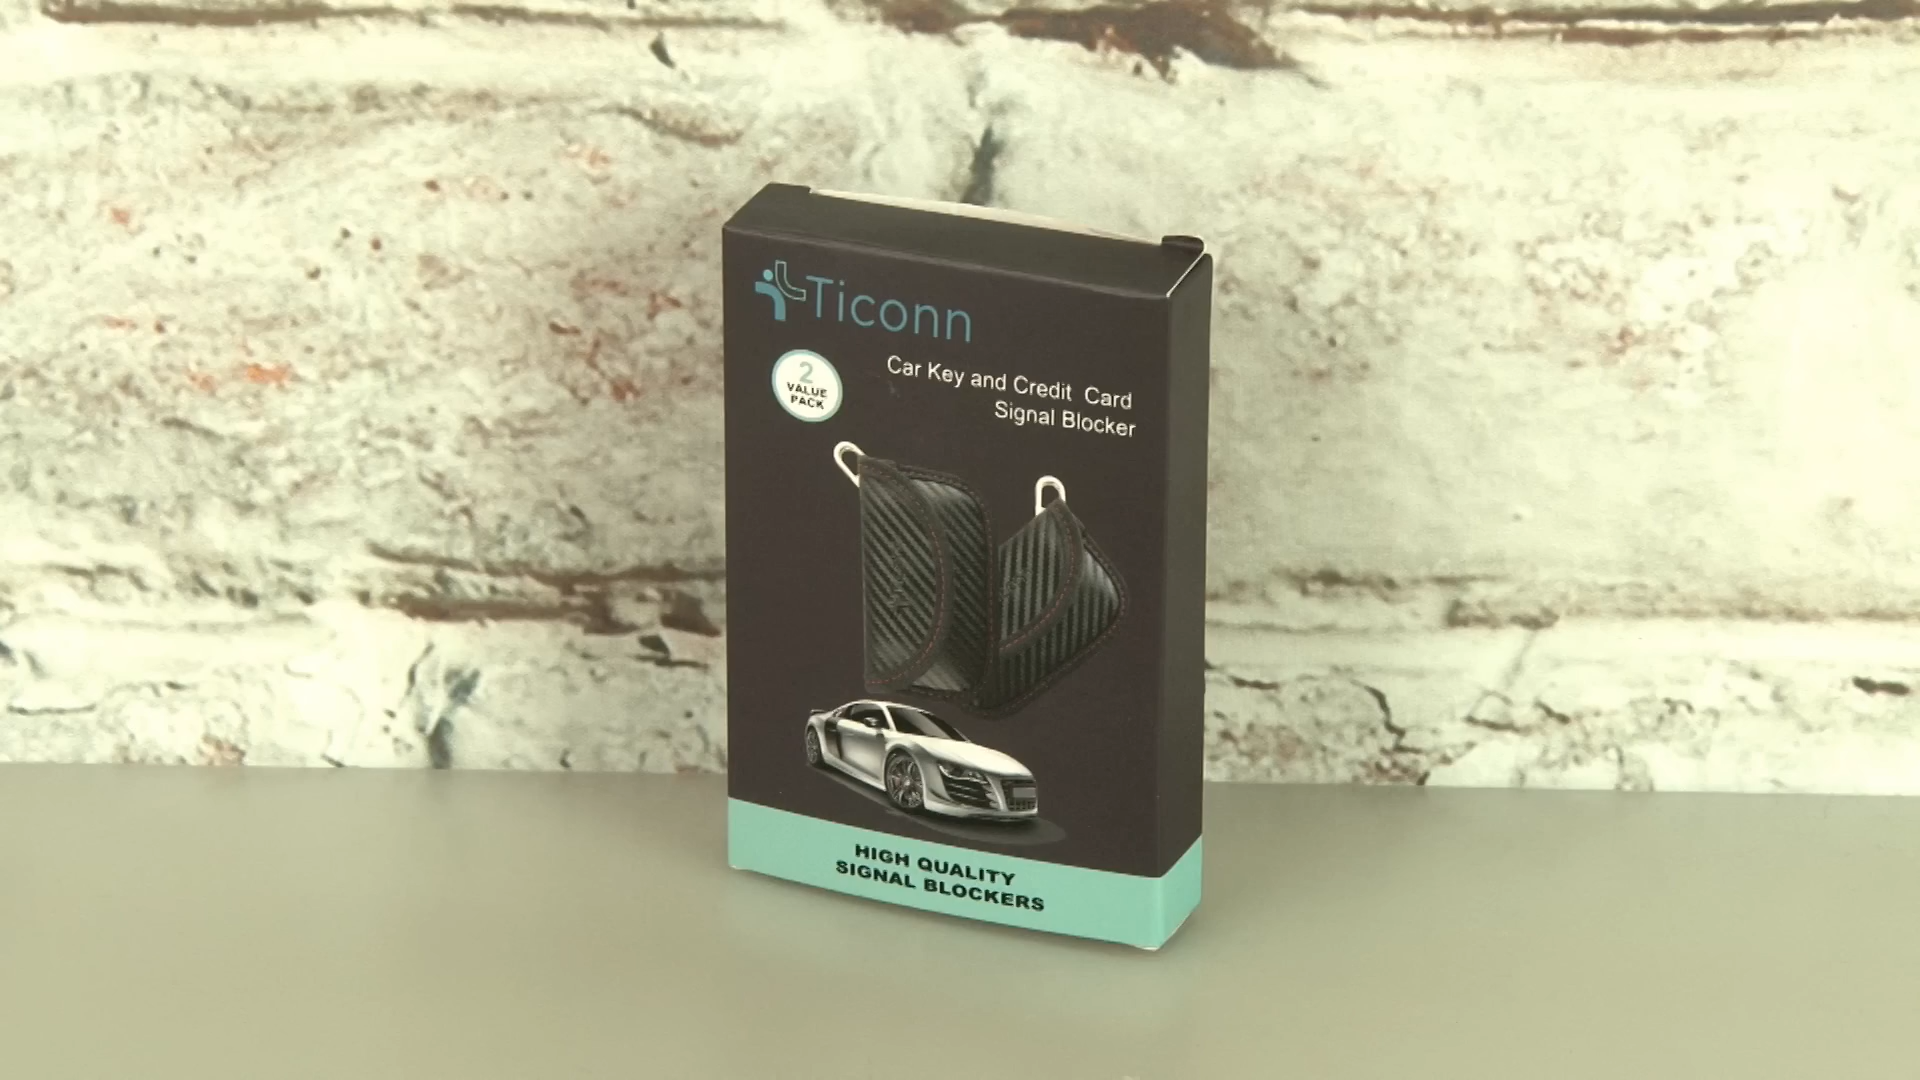 Ticonn
2
VALUE
PACK
Car Key and Credit Card
Signal Blocker
HIGH QUALITY
SIGNAL BLOCKERS